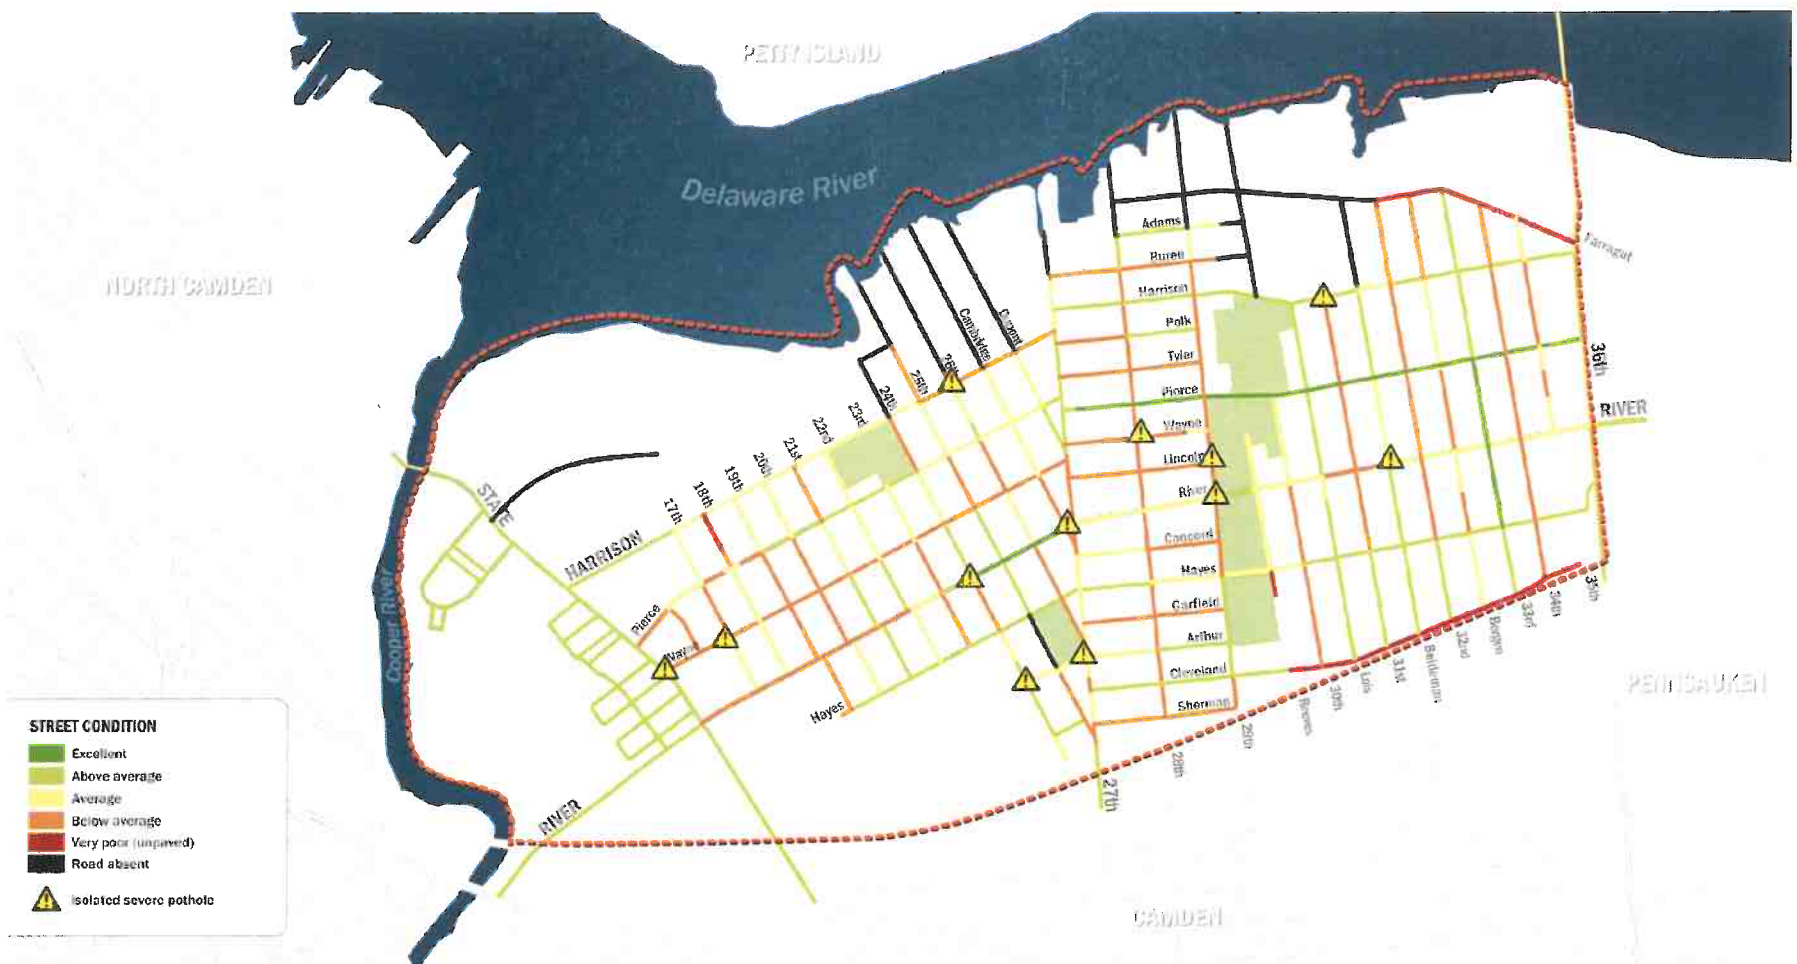 PETTY ISLAND
Delaware River
NORTH CAMDEN
Adams
Harrison
Polk
Tyler
Pierce
Wayne
Lincoln
River
Concord
Hayes
Garfield
Arthur
Cleveland
Sherman
Farragut
36th
RIVER
Cambridge
26th
25th
24th
23rd
22nd
21st
20th
19th
18th
17th
STATE
HARRISON
Pierce
Wayne
Hayes
Cooper River
RIVER
27th
28th
29th
Reeves
30th
Lois
31st
Beideman
32nd
Bergen
33rd
34th
35th
PENNSAUKEN
CAMDEN
STREET CONDITION
Excellent
Above average
Average
Below average
Very poor (unpaved)
Road absent
Isolated severe pothole